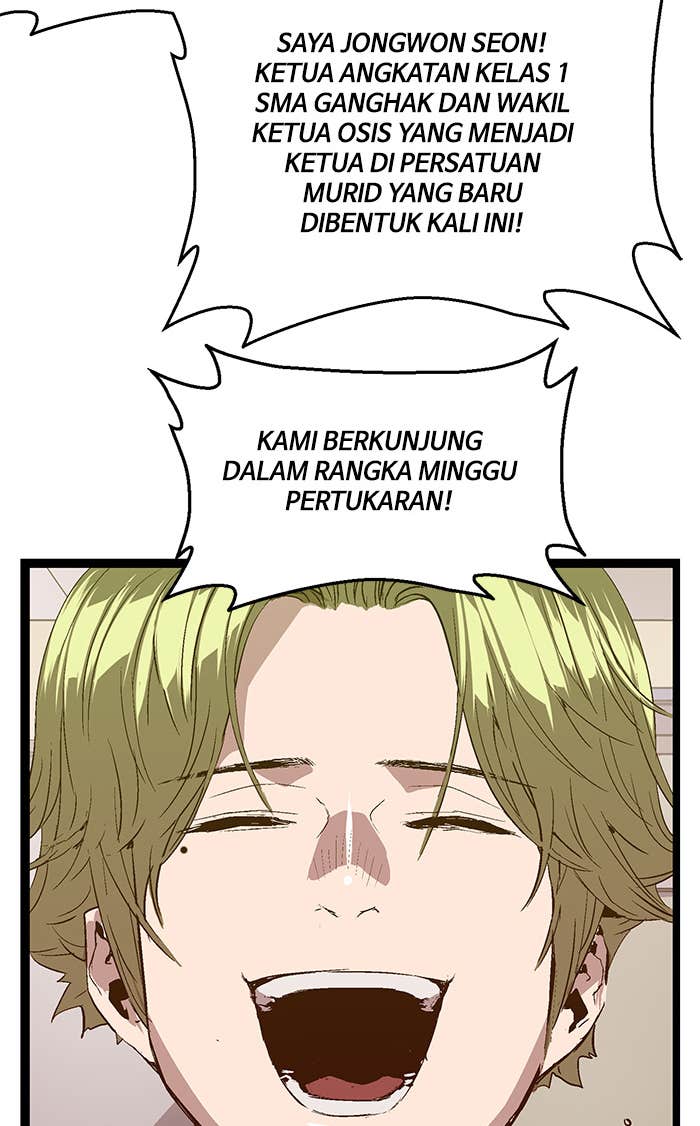 SAYA JONGWON SEON!
KETUA ANGKATAN KELAS 1
SMA GANGHAK DAN WAKIL
KETUA OSIS YANG MENJADI
KETUA DI PERSATUAN
MURID YANG BARU
DIBENTUK KALI INI!
KAMI BERKUNJUNG
DALAM RANGKA MINGGU
PERTUKARAN!